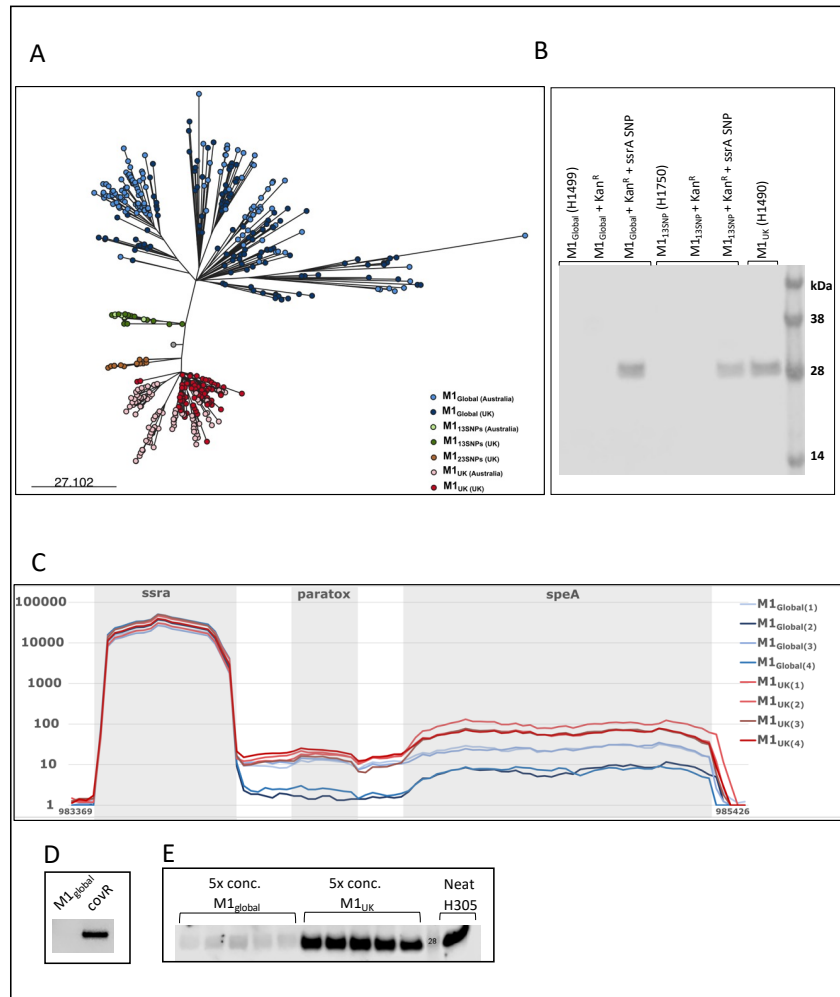 A
B
M1Global (Australia)
M1Global (UK)
M113SNPs (Australia)
M113SNPs (UK)
M123SNPs (UK)
M1UK (Australia)
M1UK (UK)
27.102
M1Global (H1499)
M1Global + KanR
M1Global+ KanR + ssrA SNP
M113SNP (H1750)
M113SNP + KanR
M113SNP + KanR + ssrA SNP
M1UK (H1490)
kDa
38
28
14
C
ssra
paratox
speA
100000
10000
1000
100
10
1
983369
985426
M1Global(1)
M1Global(2)
M1Global(3)
M1Global(4)
M1UK(1)
M1UK(2)
M1UK(3)
M1UK(4)
D
M1global
covR
E
5x conc.
M1global
5x conc.
M1UK
Neat
H305
28